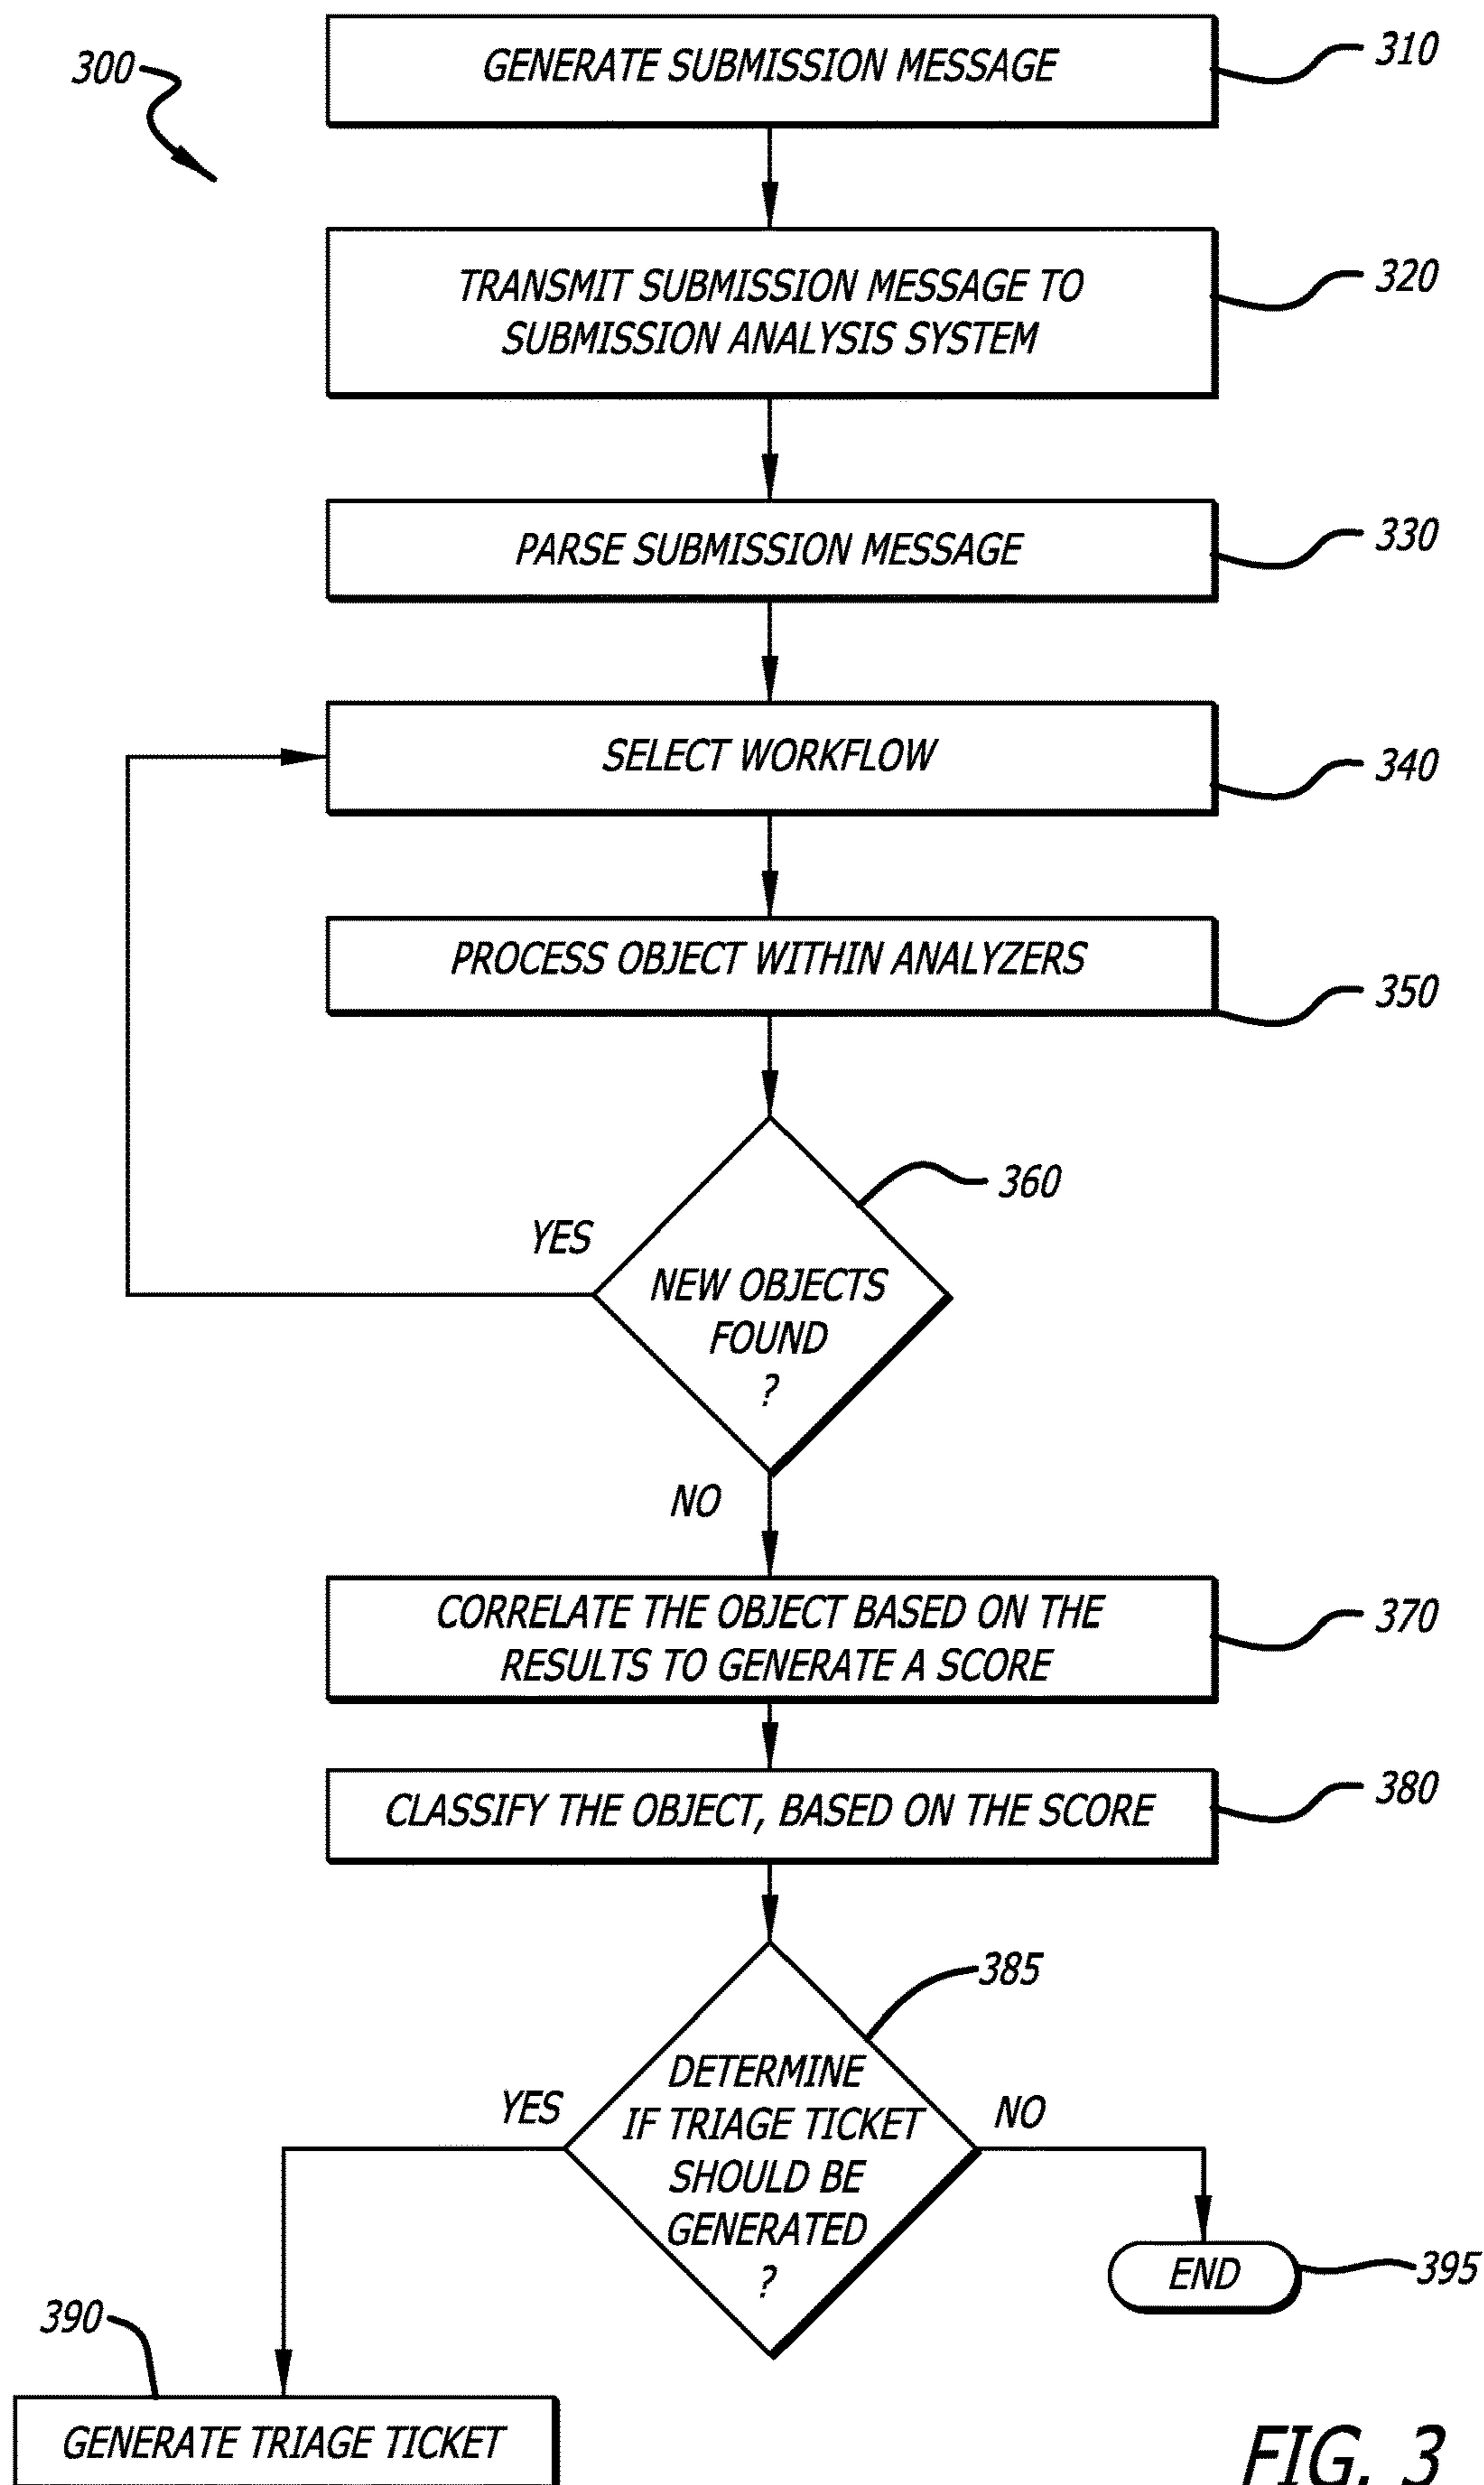 300
GENERATE SUBMISSION MESSAGE
310
TRANSMIT SUBMISSION MESSAGE TO
SUBMISSION ANALYSIS SYSTEM
320
PARSE SUBMISSION MESSAGE
330
SELECT WORKFLOW
340
PROCESS OBJECT WITHIN ANALYZERS
350
360
YES
NEW OBJECTS
FOUND
?
NO
CORRELATE THE OBJECT BASED ON THE
RESULTS TO GENERATE A SCORE
370
CLASSIFY THE OBJECT, BASED ON THE SCORE
380
385
YES
DETERMINE
IF TRIAGE TICKET
SHOULD BE
GENERATED
?
NO
END
395
390
GENERATE TRIAGE TICKET
FIG. 3